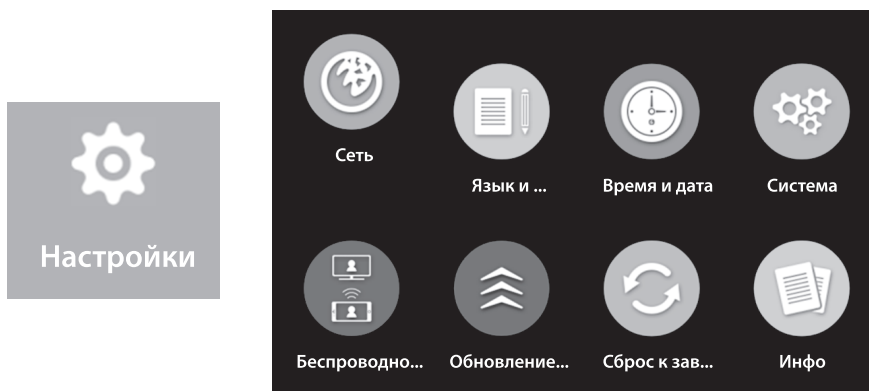 Настройки
Сеть
Язык и ...
Время и дата
Система
Беспроводно...
Обновление...
Сброс к зав...
Инфо